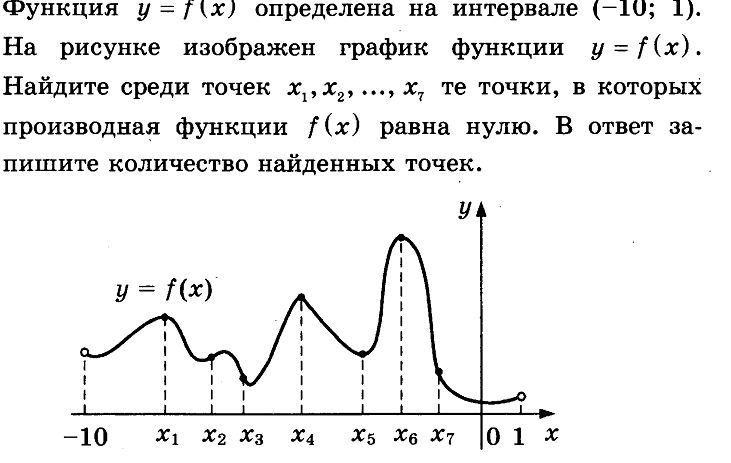 Функция y = f(x) определена на интервале (−10; 1).
На рисунке изображен график функции y = f(x).
Найдите среди точек x₁, x₂, ..., x₇ те точки, в которых
производная функции f(x) равна нулю. В ответ за-
пишите количество найденных точек.
y
y = f(x)
−10 x₁ x₂ x₃ x₄ x₅ x₆ x₇ 0 1 x